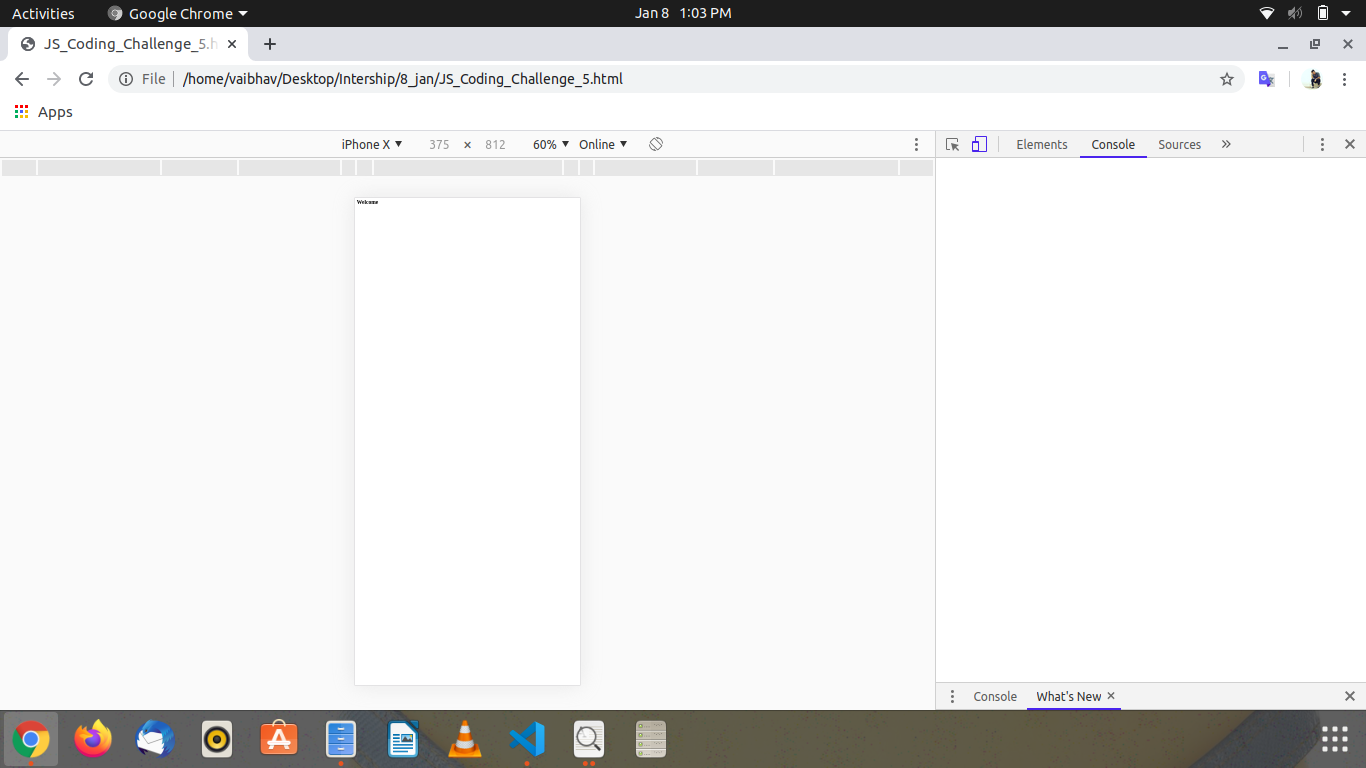 Activities Google Chrome Jan 8 1:03 PM
JS_Coding_Challenge_5.h
File /home/vaibhav/Desktop/Intership/8_jan/JS_Coding_Challenge_5.html
Apps
iPhone X 375 × 812 60% Online Elements Console Sources
Welcome
Console What's New